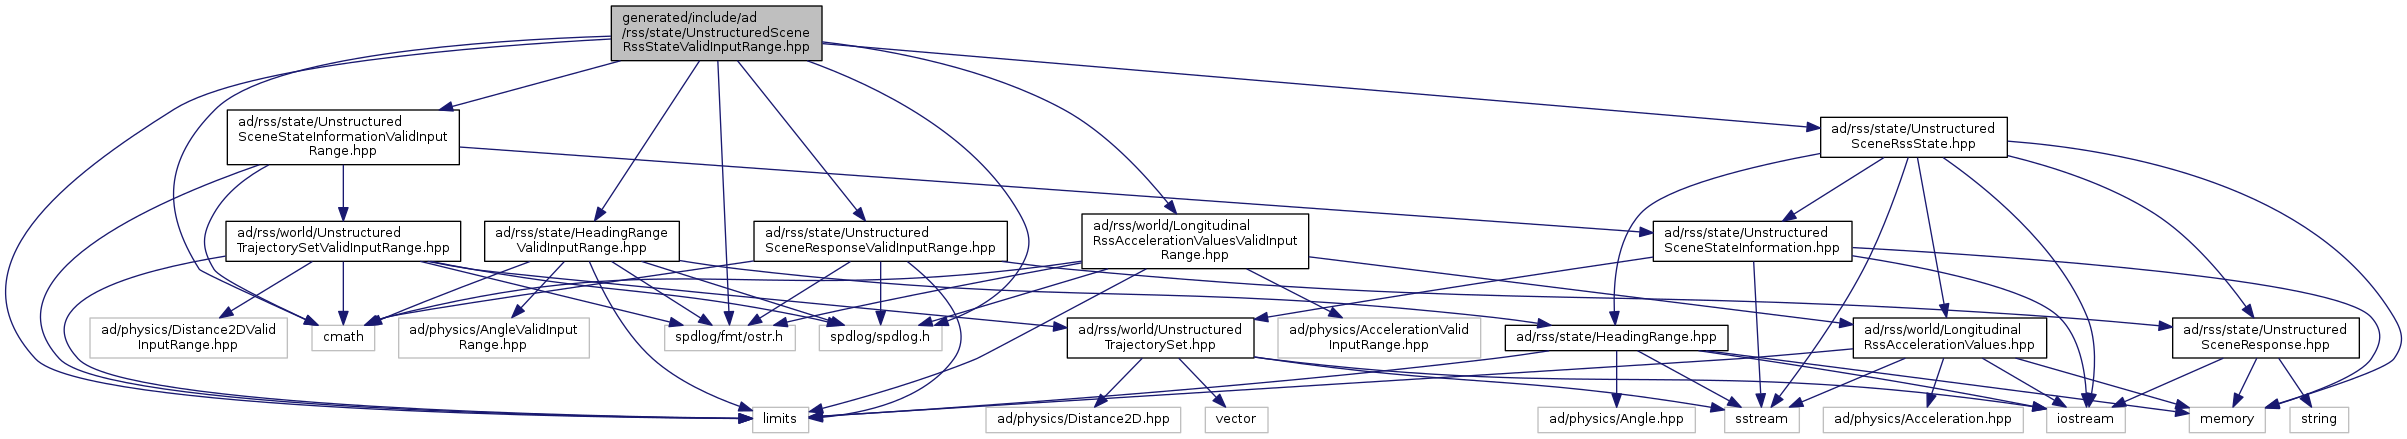 generated/include/ad
/rss/state/UnstructuredScene
RssStateValidInputRange.hpp
ad/rss/state/Unstructured
SceneStateInformationValidInput
Range.hpp
ad/rss/state/Unstructured
SceneRssState.hpp
ad/rss/world/Unstructured
TrajectorySetValidInputRange.hpp
ad/rss/state/HeadingRange
ValidInputRange.hpp
ad/rss/state/Unstructured
SceneResponseValidInputRange.hpp
ad/rss/world/Longitudinal
RssAccelerationValuesValidInput
Range.hpp
ad/rss/state/Unstructured
SceneStateInformation.hpp
ad/physics/Distance2DValid
InputRange.hpp
cmath
ad/physics/AngleValidInput
Range.hpp
spdlog/fmt/ostr.h
spdlog/spdlog.h
ad/rss/world/Unstructured
TrajectorySet.hpp
ad/physics/AccelerationValid
InputRange.hpp
ad/rss/state/HeadingRange.hpp
ad/rss/world/Longitudinal
RssAccelerationValues.hpp
ad/rss/state/Unstructured
SceneResponse.hpp
limits
ad/physics/Distance2D.hpp
vector
ad/physics/Angle.hpp
sstream
ad/physics/Acceleration.hpp
iostream
memory
string